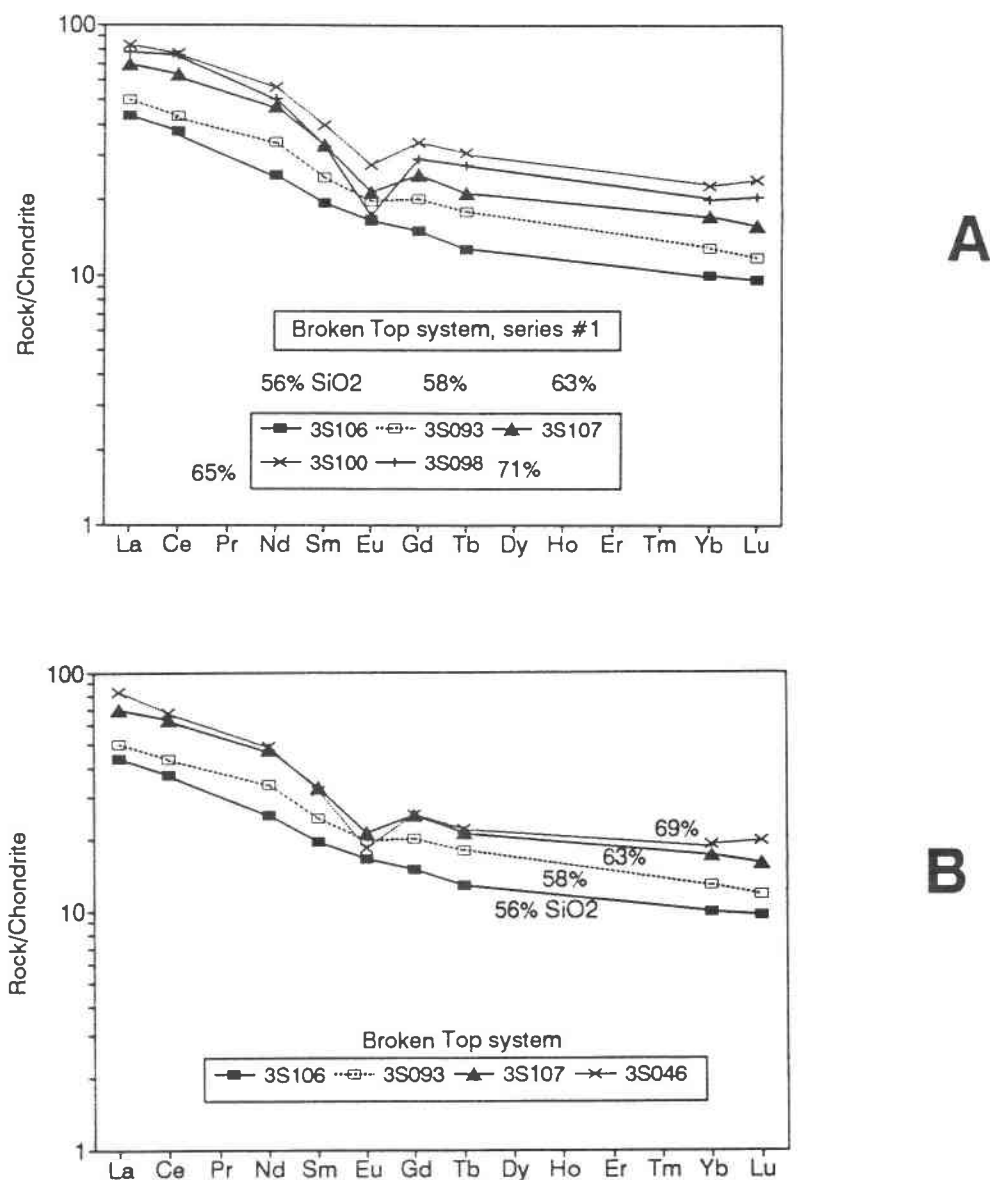 100
10
1
Rock/Chondrite
A
Broken Top system, series #1
56% SiO2 58% 63%
3S106 3S093 3S107
3S100 3S098 71%
65%
La Ce Pr Nd Sm Eu Gd Tb Dy Ho Er Tm Yb Lu
100
10
1
Rock/Chondrite
B
69%
63%
58%
56% SiO2
Broken Top system
3S106 3S093 3S107 3S046
La Ce Pr Nd Sm Eu Gd Tb Dy Ho Er Tm Yb Lu